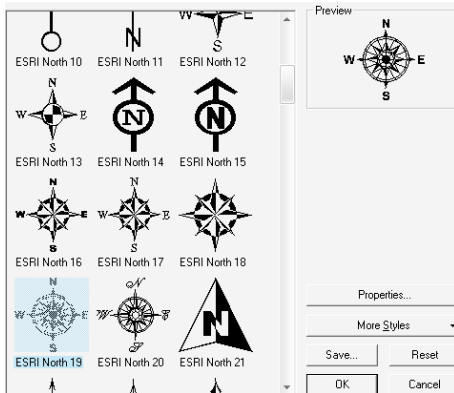 ESRI North 10 ESRI North 11 ESRI North 12
W S
N W E S
N
N
ESRI North 13 ESRI North 14 ESRI North 15
N W E S
N W E S
ESRI North 16 ESRI North 17 ESRI North 18
N W E S
N W E S
N
ESRI North 19 ESRI North 20 ESRI North 21
Preview
N
W E
S
Properties...
More Styles
Save... Reset
OK Cancel